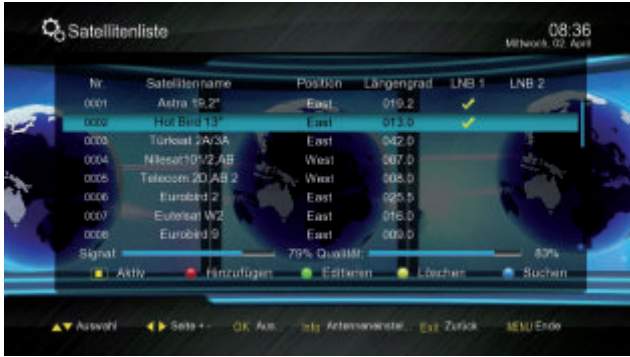 Satellitenliste
08:36
Mittwoch, 02. April
Nr. Satellitenname Position Längengrad LNB 1 LNB 2
0001 Astra 19,2° East 019.2
0002 Hot Bird 13° East 013.0
0003 Türksat 2A/3A East 042.0
0004 Nilesat101/2,AB West 007.0
0005 Telecom 2D,AB 2 West 008.0
0006 Eurobird 2 East 025.5
0007 Eutelsat W2 East 016.0
0008 Eurobird 9 East 009.0
Signal: 79% Qualität: 83%
Aktiv Hinzufügen Editieren Löschen Suchen
Auswahl Seite + - OK Aus. Info Antenneneinstel.. Exit Zurück MENU Ende